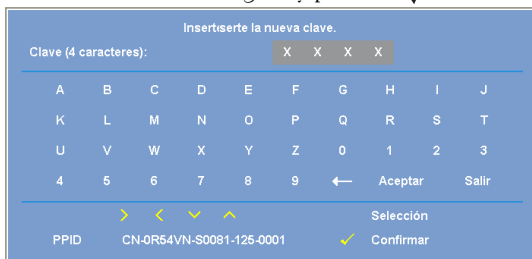 Insertiserte la nueva clave.
Clave (4 caracteres): X X X X
A B C D E F G H I J
K L M N O P Q R S T
U V W X Y Z 0 1 2 3
4 5 6 7 8 9 ← Aceptar Salir
> < ∨ ∧ Selección
PPID CN-0R54VN-S0081-125-0001 ✓ Confirmar